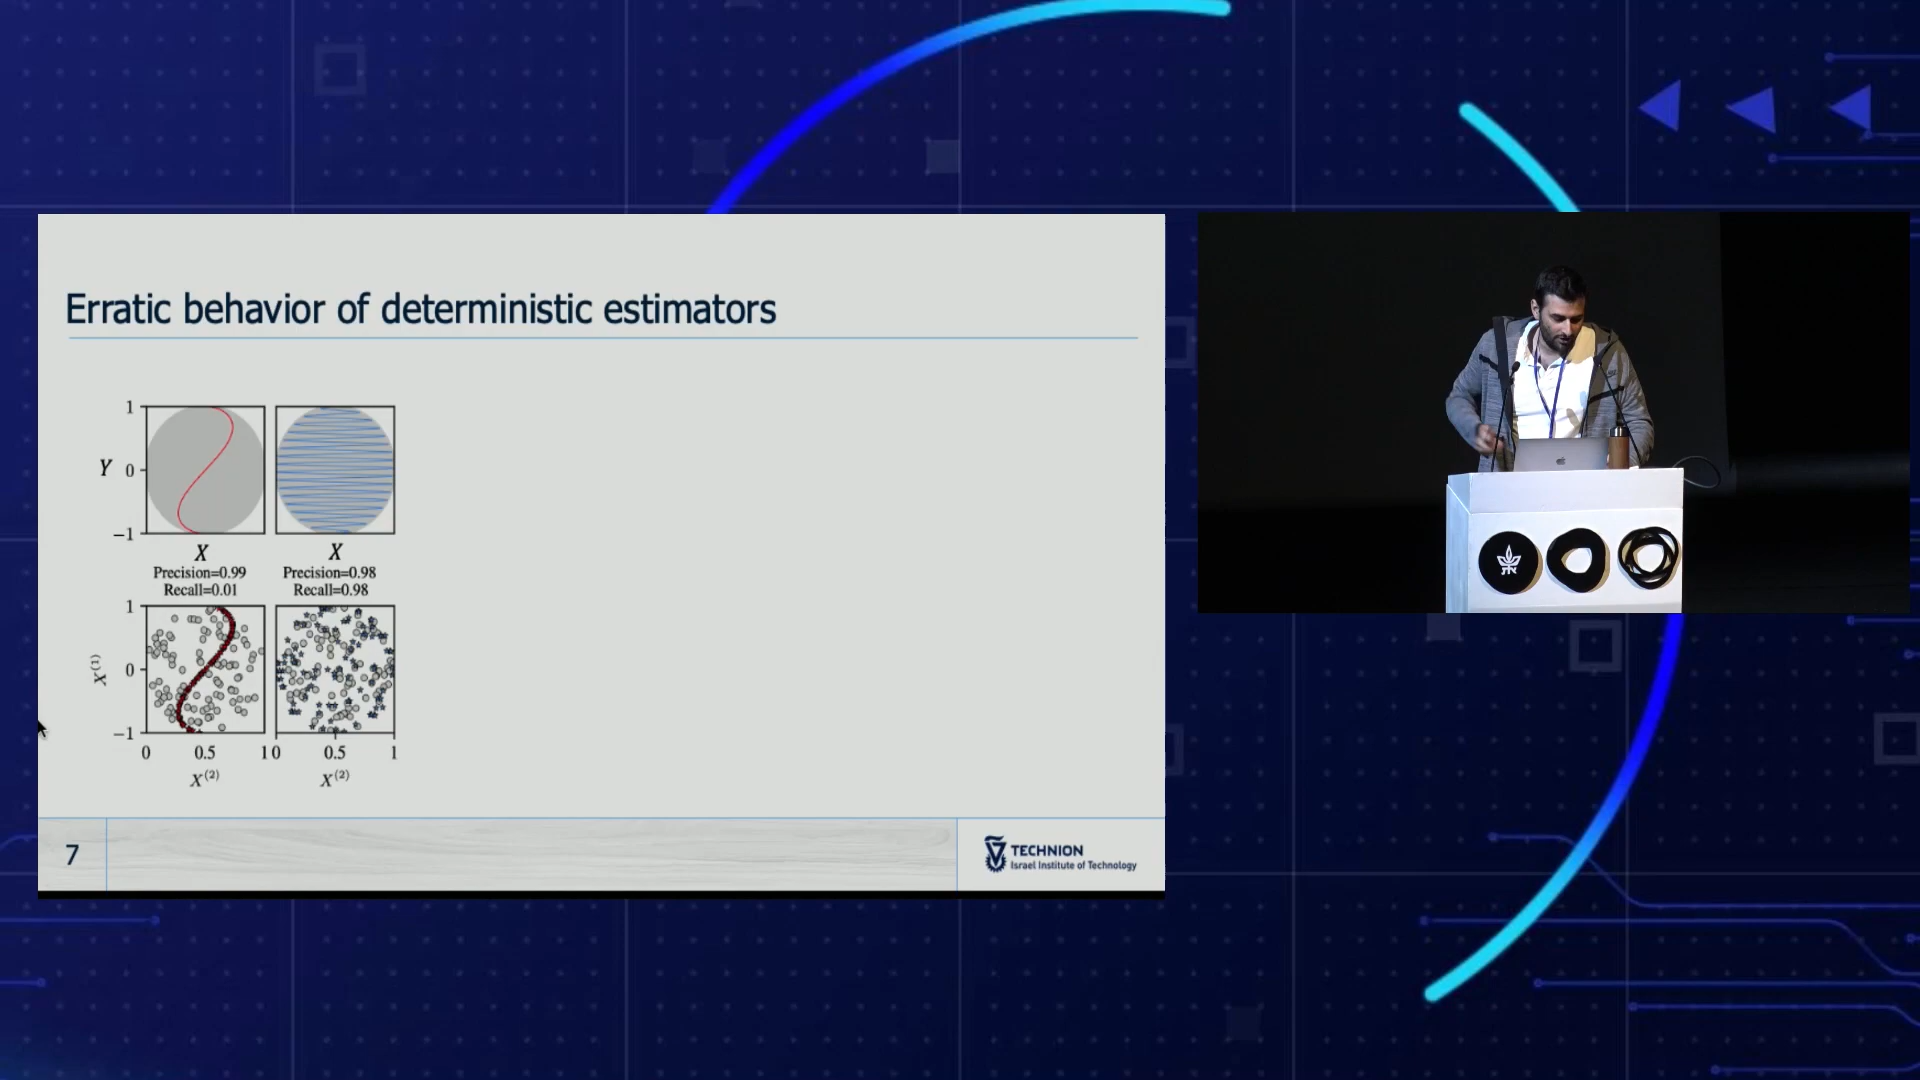 Erratic behavior of deterministic estimators
1
Y 0
−1
X X
Precision=0.99 Precision=0.98
Recall=0.01 Recall=0.98
1
X(1) 0
−1
0 0.5 1 0 0.5 1
X(2) X(2)
7
TECHNION
Israel Institute of Technology